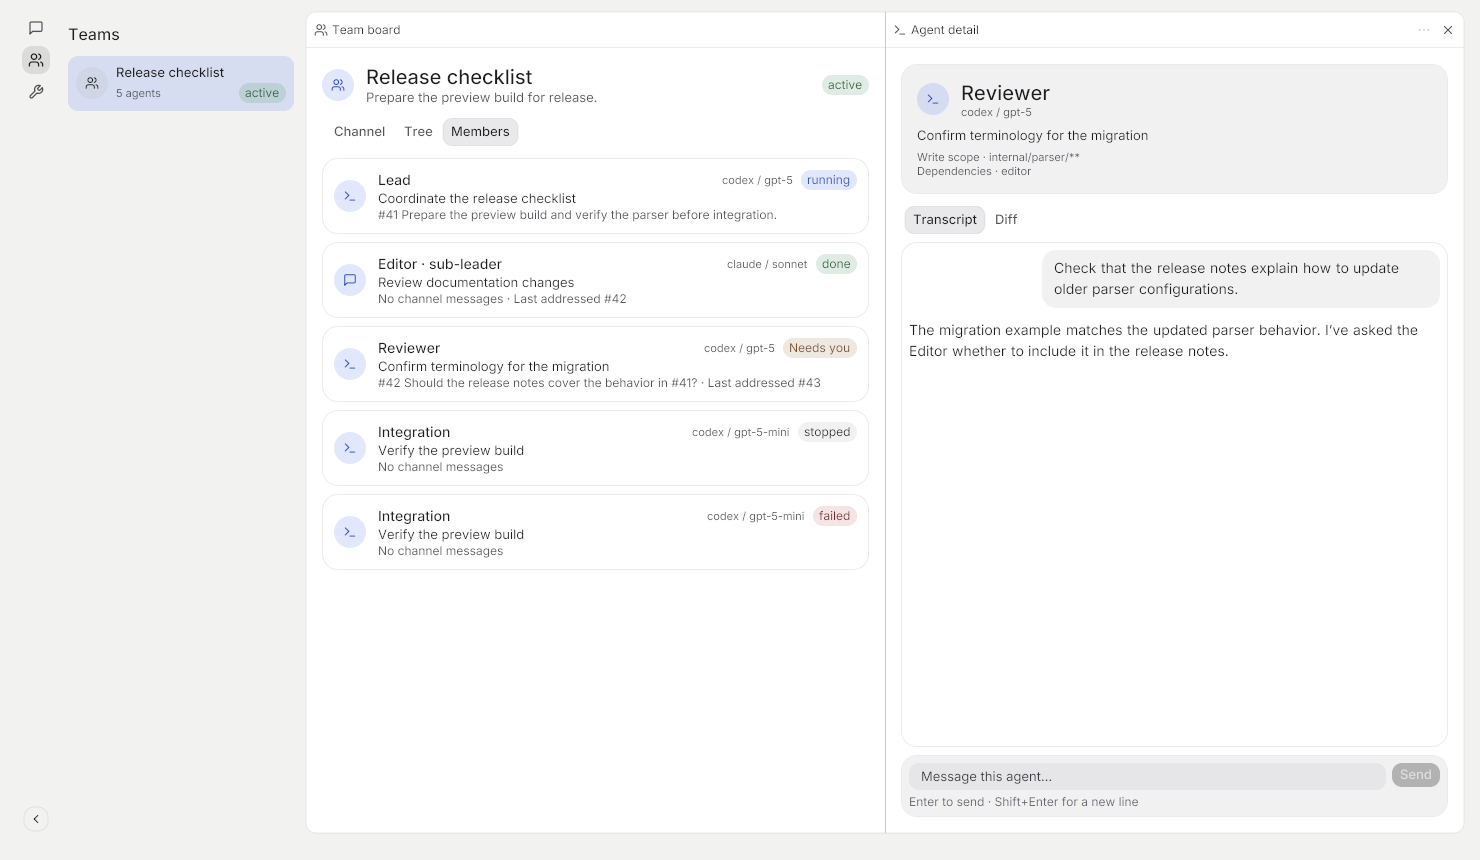 Teams
Release checklist
5 agents
active
Team board
Release checklist
Prepare the preview build for release.
active
Channel
Tree
Members
Lead
codex / gpt-5
running
Coordinate the release checklist
#41 Prepare the preview build and verify the parser before integration.
Editor · sub-leader
claude / sonnet
done
Review documentation changes
No channel messages · Last addressed #42
Reviewer
codex / gpt-5
Needs you
Confirm terminology for the migration
#42 Should the release notes cover the behavior in #41? · Last addressed #43
Integration
codex / gpt-5-mini
stopped
Verify the preview build
No channel messages
Integration
codex / gpt-5-mini
failed
Verify the preview build
No channel messages
Agent detail
Reviewer
codex / gpt-5
Confirm terminology for the migration
Write scope · internal/parser/**
Dependencies · editor
Transcript
Diff
Check that the release notes explain how to update
older parser configurations.
The migration example matches the updated parser behavior. I’ve asked the
Editor whether to include it in the release notes.
Message this agent...
Send
Enter to send · Shift+Enter for a new line